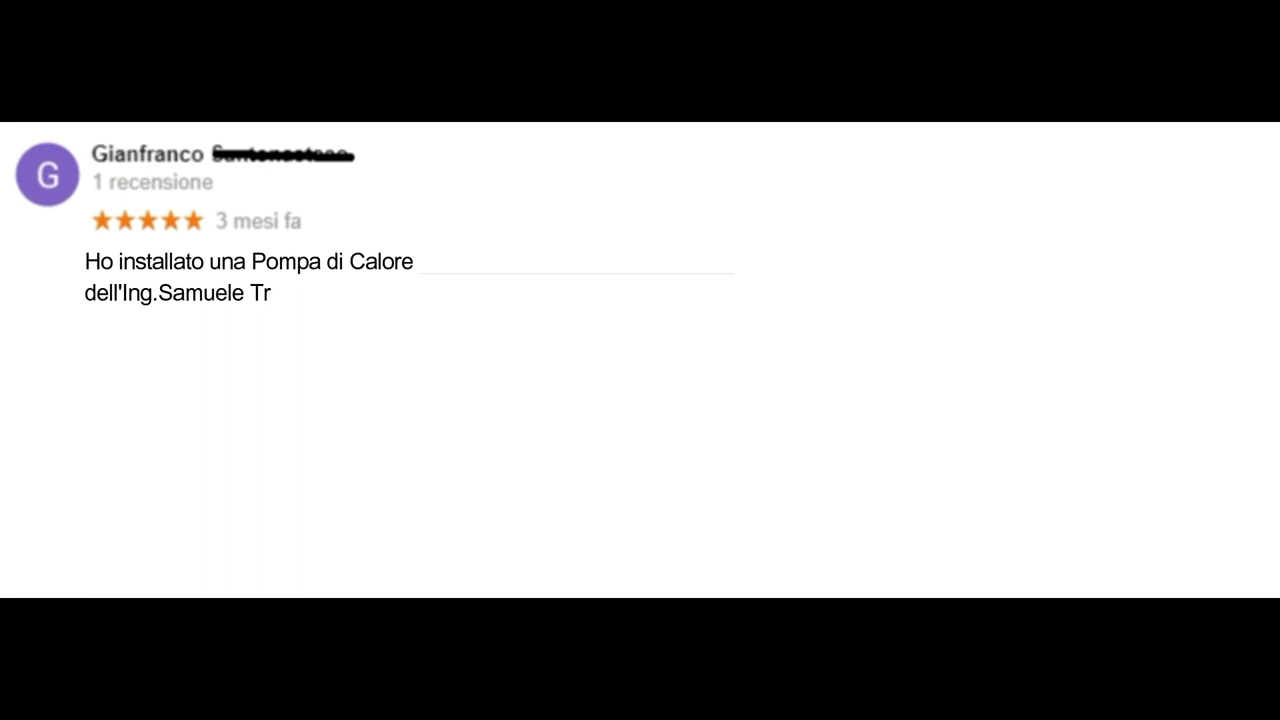 G
Gianfranco
1 recensione
★★★★★ 3 mesi fa
Ho installato una Pompa di Calore
dell'Ing.Samuele Tr